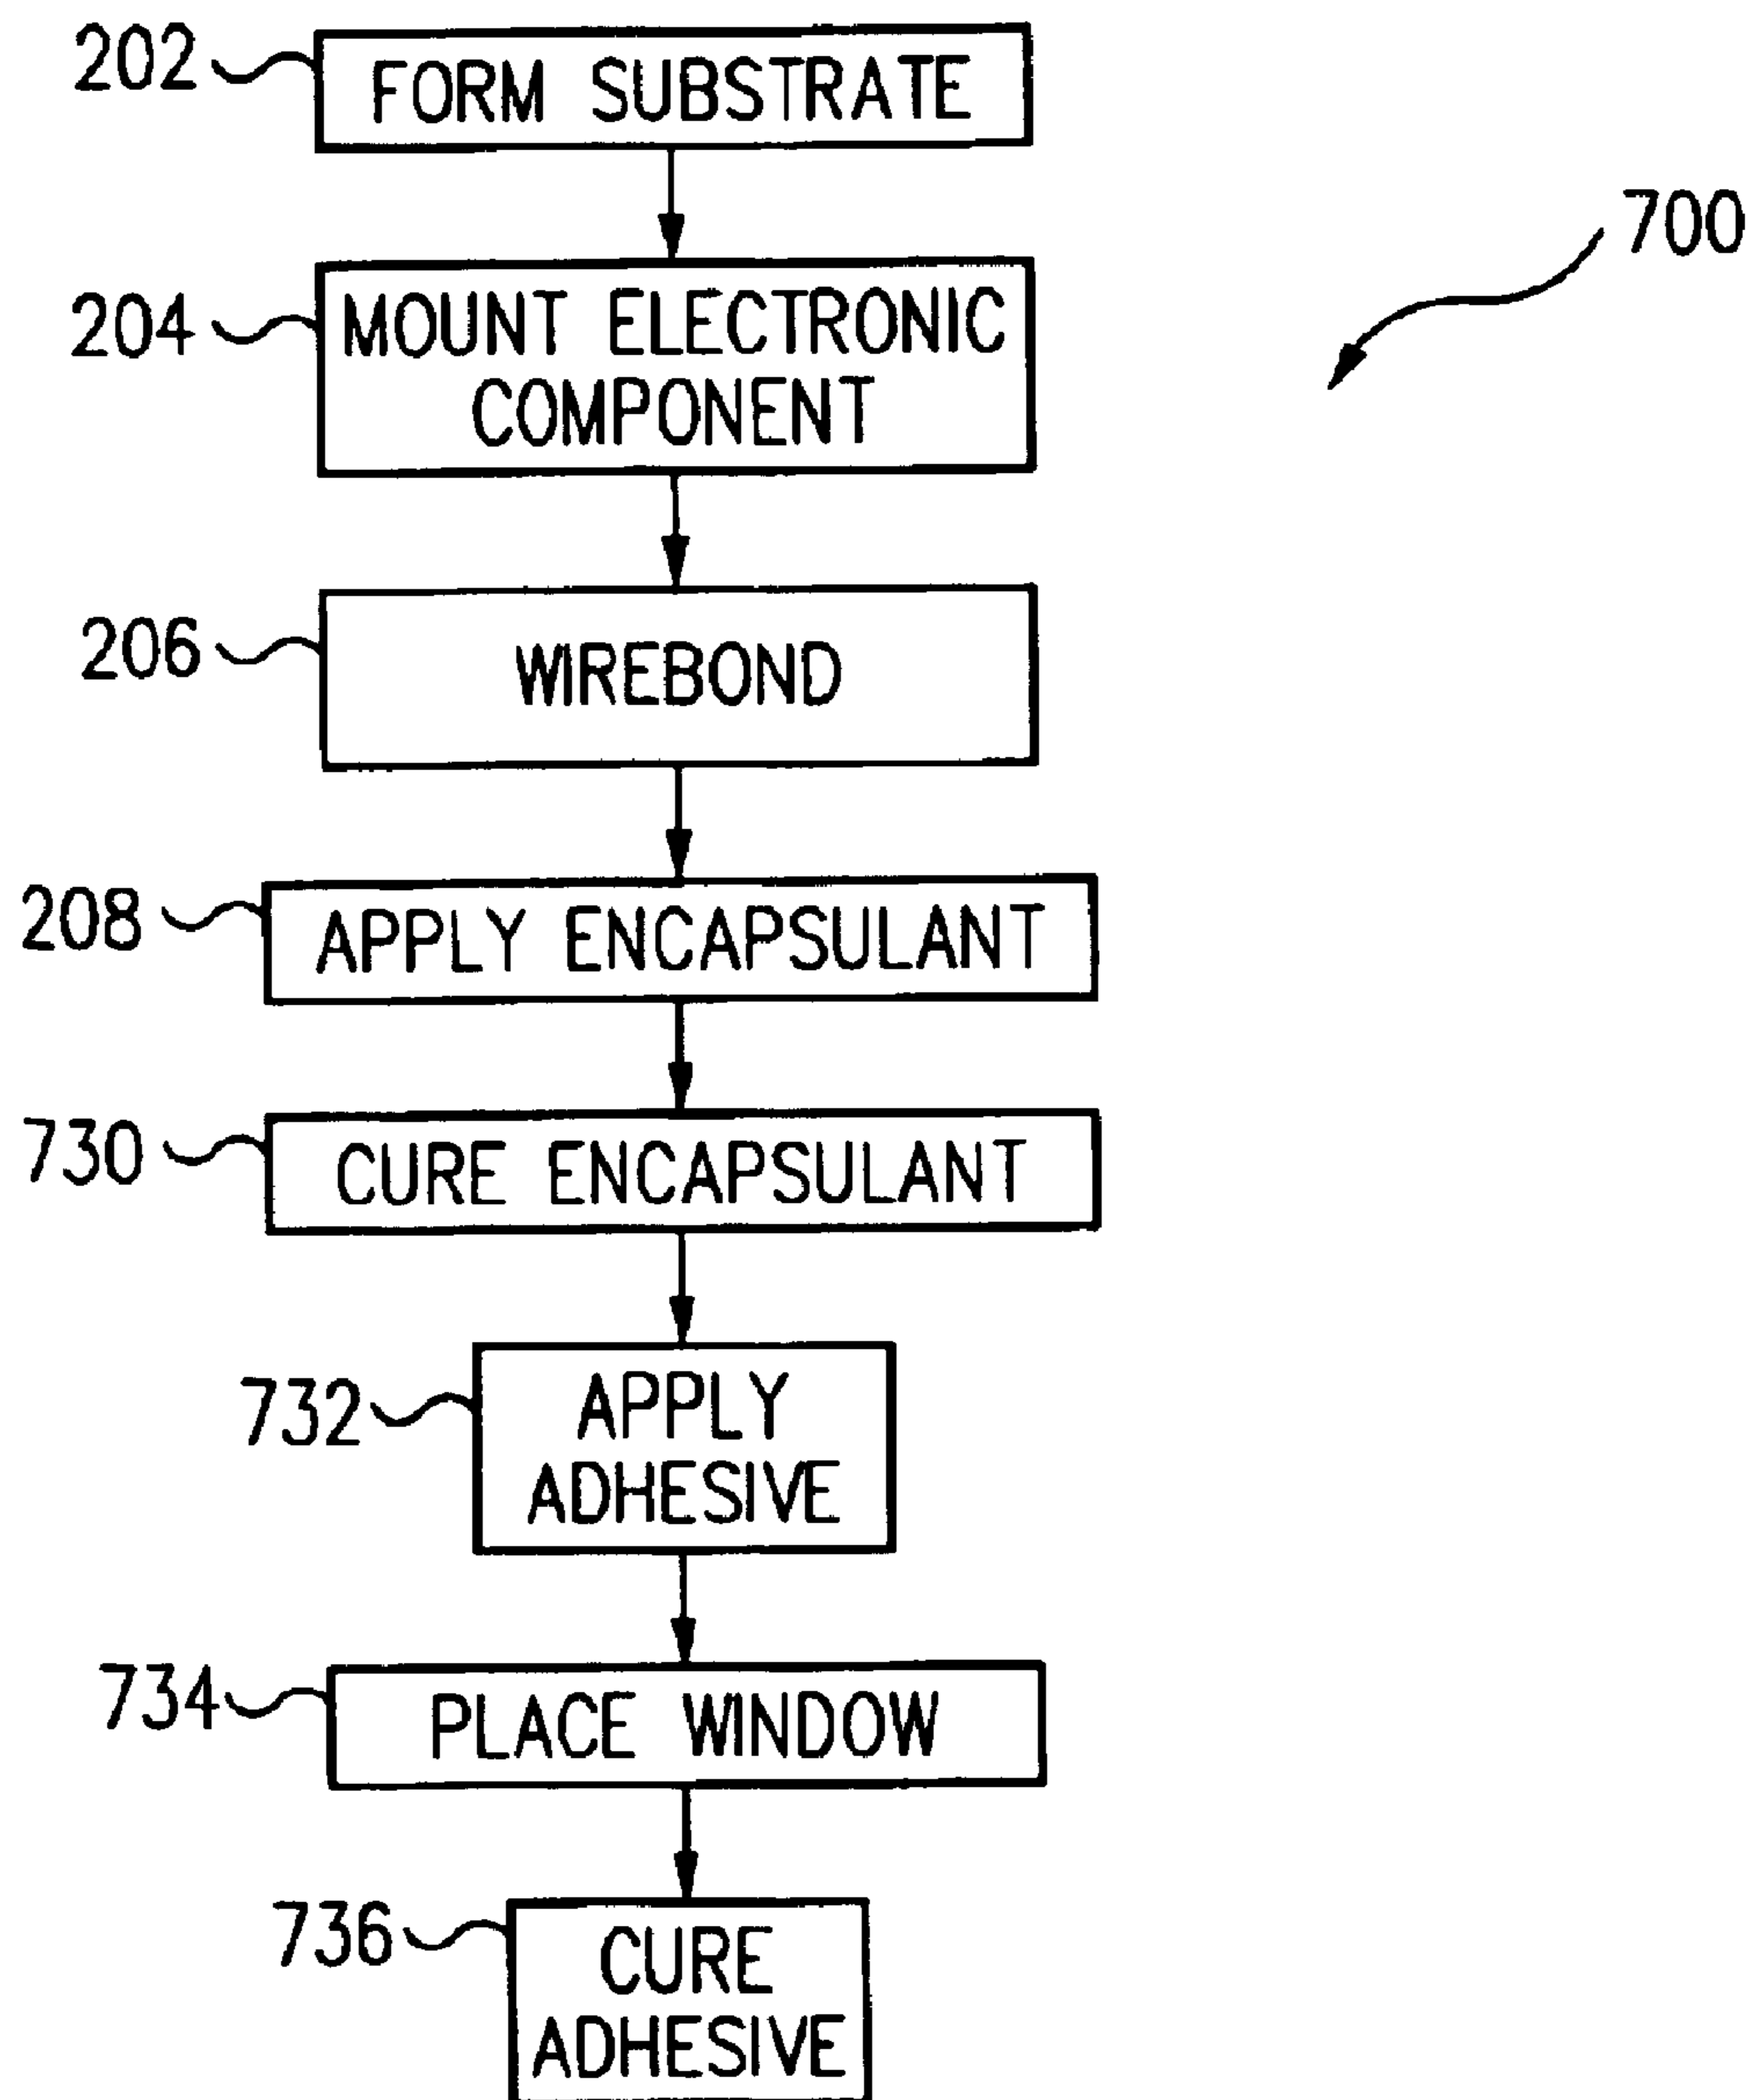 202
FORM SUBSTRATE
700
204
MOUNT ELECTRONIC
COMPONENT
206
WIREBOND
208
APPLY ENCAPSULANT
730
CURE ENCAPSULANT
732
APPLY
ADHESIVE
734
PLACE WINDOW
736
CURE
ADHESIVE